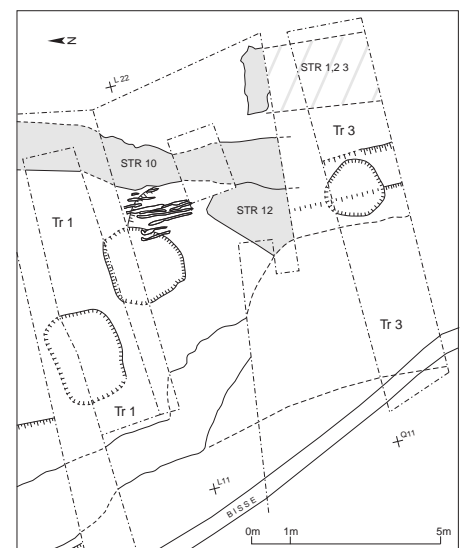 N
L 22
STR 1,2 3
Tr 3
STR 10
STR 12
Tr 1
Tr 3
Tr 1
Q11
L11
BISSE
0m 1m 5m